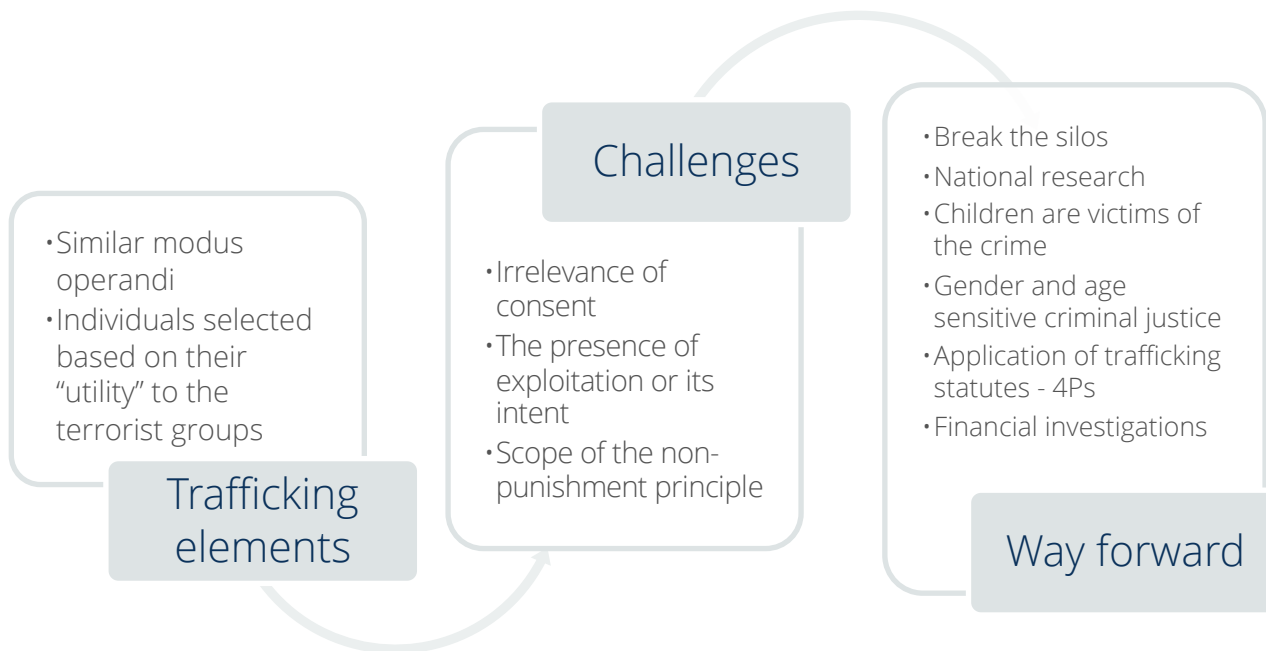 ·Similar modus
operandi
·Individuals selected
based on their
“utility” to the
terrorist groups
Trafficking
elements
Challenges
·Irrelevance of
consent
·The presence of
exploitation or its
intent
·Scope of the non-
punishment principle
·Break the silos
·National research
·Children are victims of
the crime
·Gender and age
sensitive criminal justice
·Application of trafficking
statutes - 4Ps
·Financial investigations
Way forward